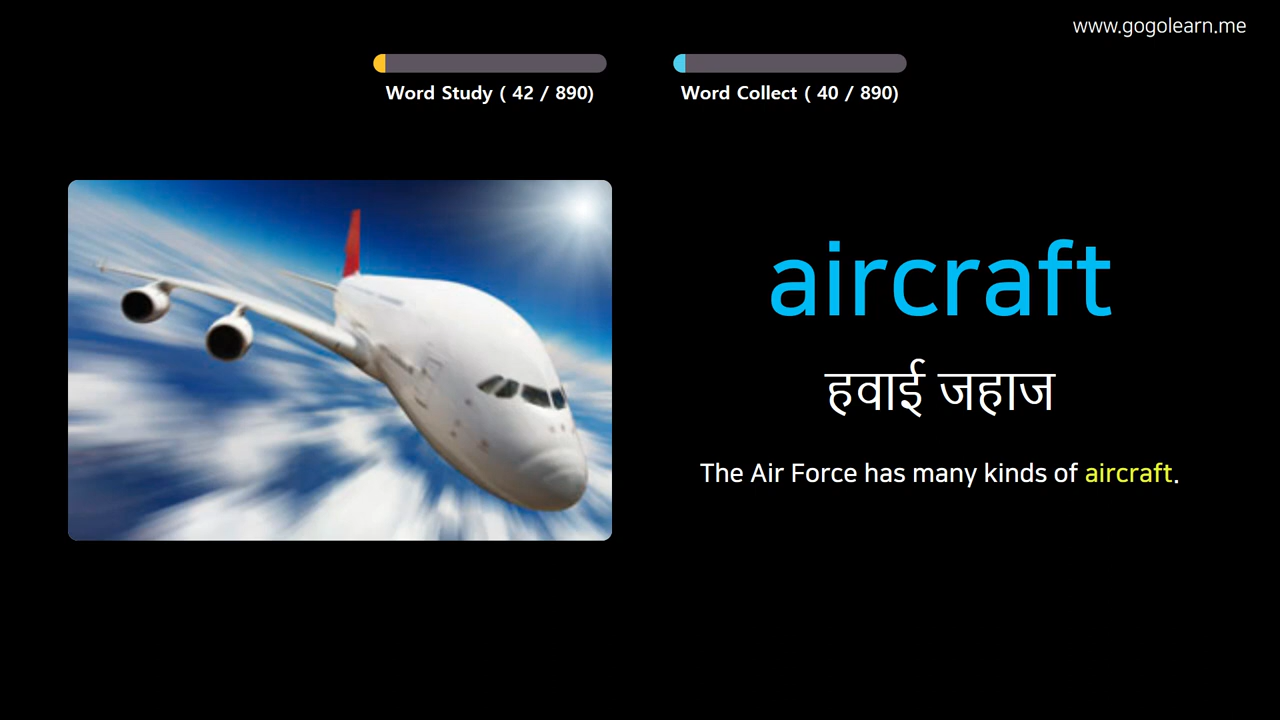 www.gogolearn.me
Word Study ( 42 / 890)
Word Collect ( 40 / 890)
aircraft
हवाई जहाज
The Air Force has many kinds of aircraft.